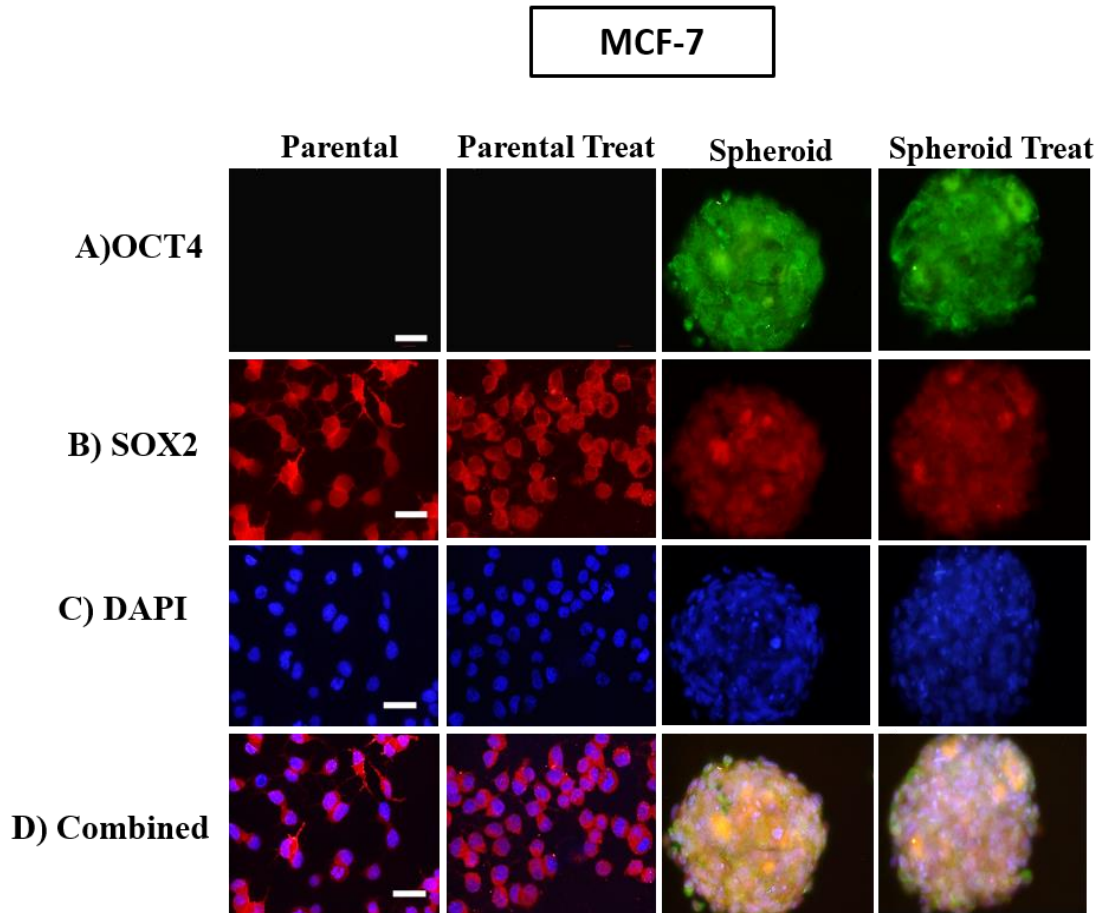 MCF-7
Parental Parental Treat Spheroid Spheroid Treat
A)OCT4
B) SOX2
C) DAPI
D) Combined